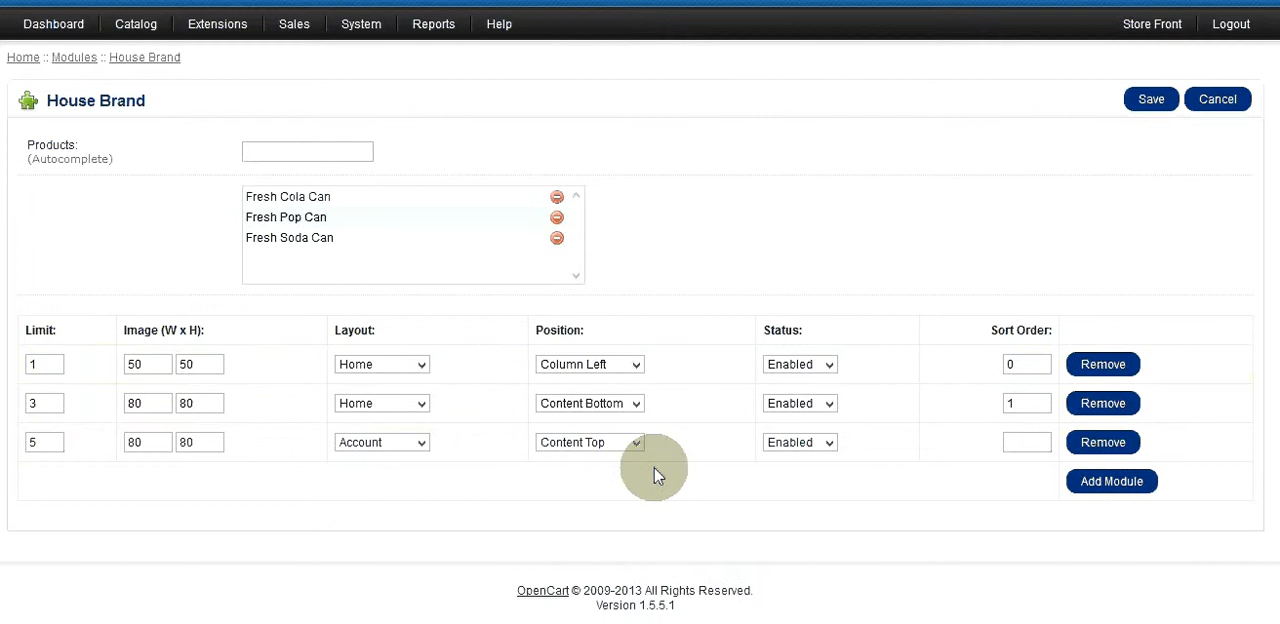 Dashboard Catalog Extensions Sales System Reports Help Store Front Logout
Home :: Modules :: House Brand
House Brand Save Cancel
Products:
(Autocomplete)
Fresh Cola Can
Fresh Pop Can
Fresh Soda Can
Limit: Image (W x H): Layout: Position: Status: Sort Order:
1 50 50 Home Column Left Enabled 0 Remove
3 80 80 Home Content Bottom Enabled 1 Remove
5 80 80 Account Content Top Enabled Remove
Add Module
OpenCart © 2009-2013 All Rights Reserved.
Version 1.5.5.1